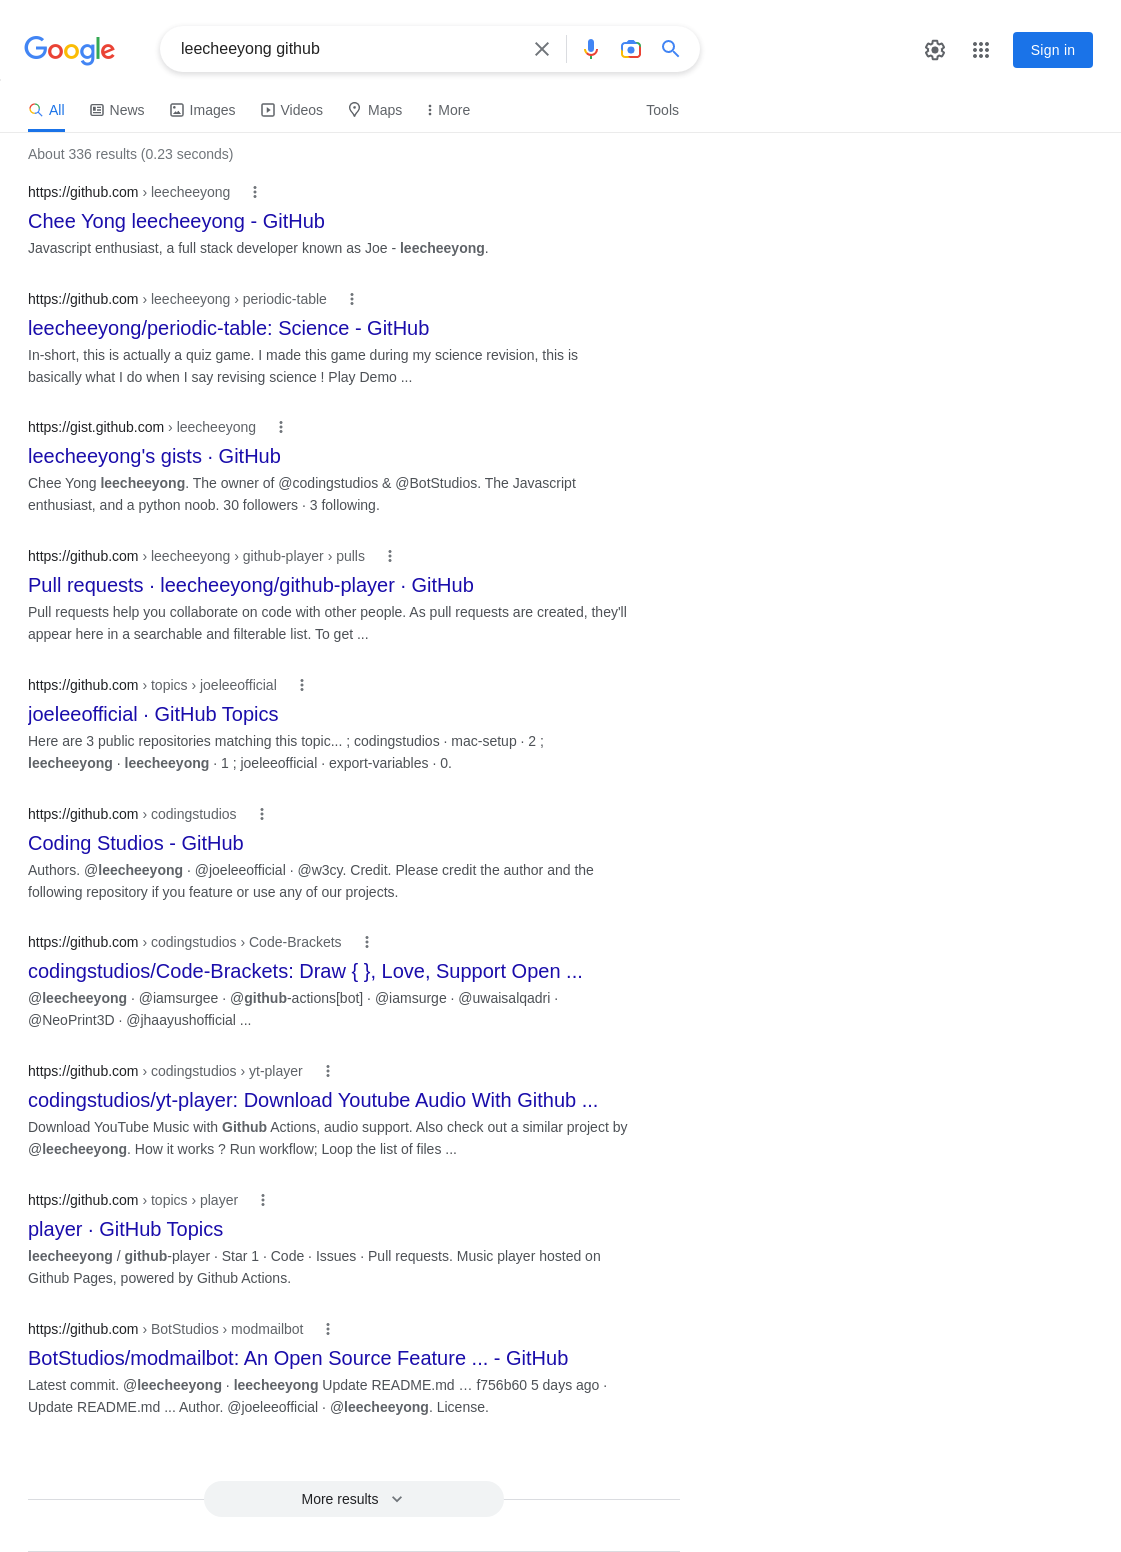 Google
leecheeyong github
Sign in
All News Images Videos Maps More Tools
About 336 results (0.23 seconds)
https://github.com › leecheeyong
Chee Yong leecheeyong - GitHub
Javascript enthusiast, a full stack developer known as Joe - leecheeyong.
https://github.com › leecheeyong › periodic-table
leecheeyong/periodic-table: Science - GitHub
In-short, this is actually a quiz game. I made this game during my science revision, this is
basically what I do when I say revising science ! Play Demo ...
https://gist.github.com › leecheeyong
leecheeyong's gists · GitHub
Chee Yong leecheeyong. The owner of @codingstudios & @BotStudios. The Javascript
enthusiast, and a python noob. 30 followers · 3 following.
https://github.com › leecheeyong › github-player › pulls
Pull requests · leecheeyong/github-player · GitHub
Pull requests help you collaborate on code with other people. As pull requests are created, they'll
appear here in a searchable and filterable list. To get ...
https://github.com › topics › joeleeofficial
joeleeofficial · GitHub Topics
Here are 3 public repositories matching this topic... ; codingstudios · mac-setup · 2 ;
leecheeyong · leecheeyong · 1 ; joeleeofficial · export-variables · 0.
https://github.com › codingstudios
Coding Studios - GitHub
Authors. @leecheeyong · @joeleeofficial · @w3cy. Credit. Please credit the author and the
following repository if you feature or use any of our projects.
https://github.com › codingstudios › Code-Brackets
codingstudios/Code-Brackets: Draw { }, Love, Support Open ...
@leecheeyong · @iamsurgee · @github-actions[bot] · @iamsurge · @uwaisalqadri ·
@NeoPrint3D · @jhaayushofficial ...
https://github.com › codingstudios › yt-player
codingstudios/yt-player: Download Youtube Audio With Github ...
Download YouTube Music with Github Actions, audio support. Also check out a similar project by
@leecheeyong. How it works ? Run workflow; Loop the list of files ...
https://github.com › topics › player
player · GitHub Topics
leecheeyong / github-player · Star 1 · Code · Issues · Pull requests. Music player hosted on
Github Pages, powered by Github Actions.
https://github.com › BotStudios › modmailbot
BotStudios/modmailbot: An Open Source Feature ... - GitHub
Latest commit. @leecheeyong · leecheeyong Update README.md … f756b60 5 days ago ·
Update README.md ... Author. @joeleeofficial · @leecheeyong. License.
More results